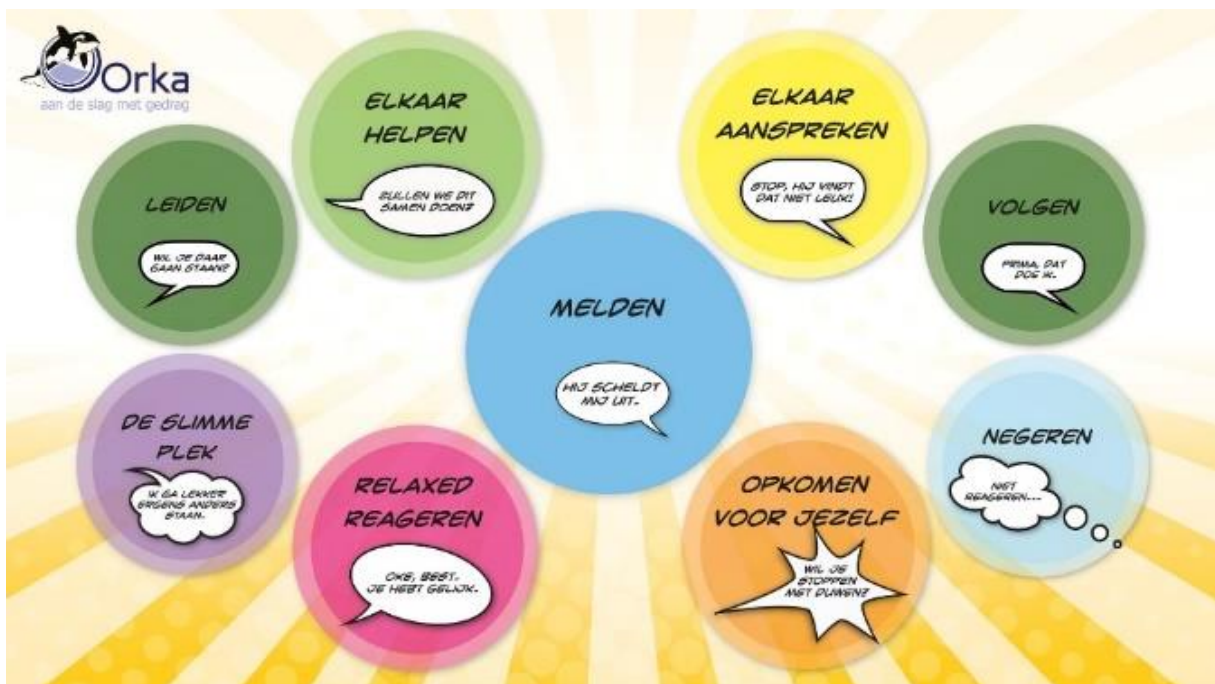 Orka
aan de slag met gedrag
ELKAAR
HELPEN
ZULLEN WE DIT
SAMEN DOEN?
ELKAAR
AANSPREKEN
STOP, HIJ VINDT
DAT NIET LEUK!
LEIDEN
WIL JE DAAR
GAAN STAAN?
VOLGEN
PRIMA, DAT
DOE IK.
MELDEN
HIJ SCHELDT
MIJ UIT.
DE SLIMME
PLEK
IK GA LEKKER
ERGENS ANDERS
STAAN.
RELAXED
REAGEREN
OKE, BEST.
JE HEBT GELIJK.
OPKOMEN
VOOR JEZELF
WIL JE
STOPPEN
MET DUWEN?
NEGEREN
NIET
REAGEREN...